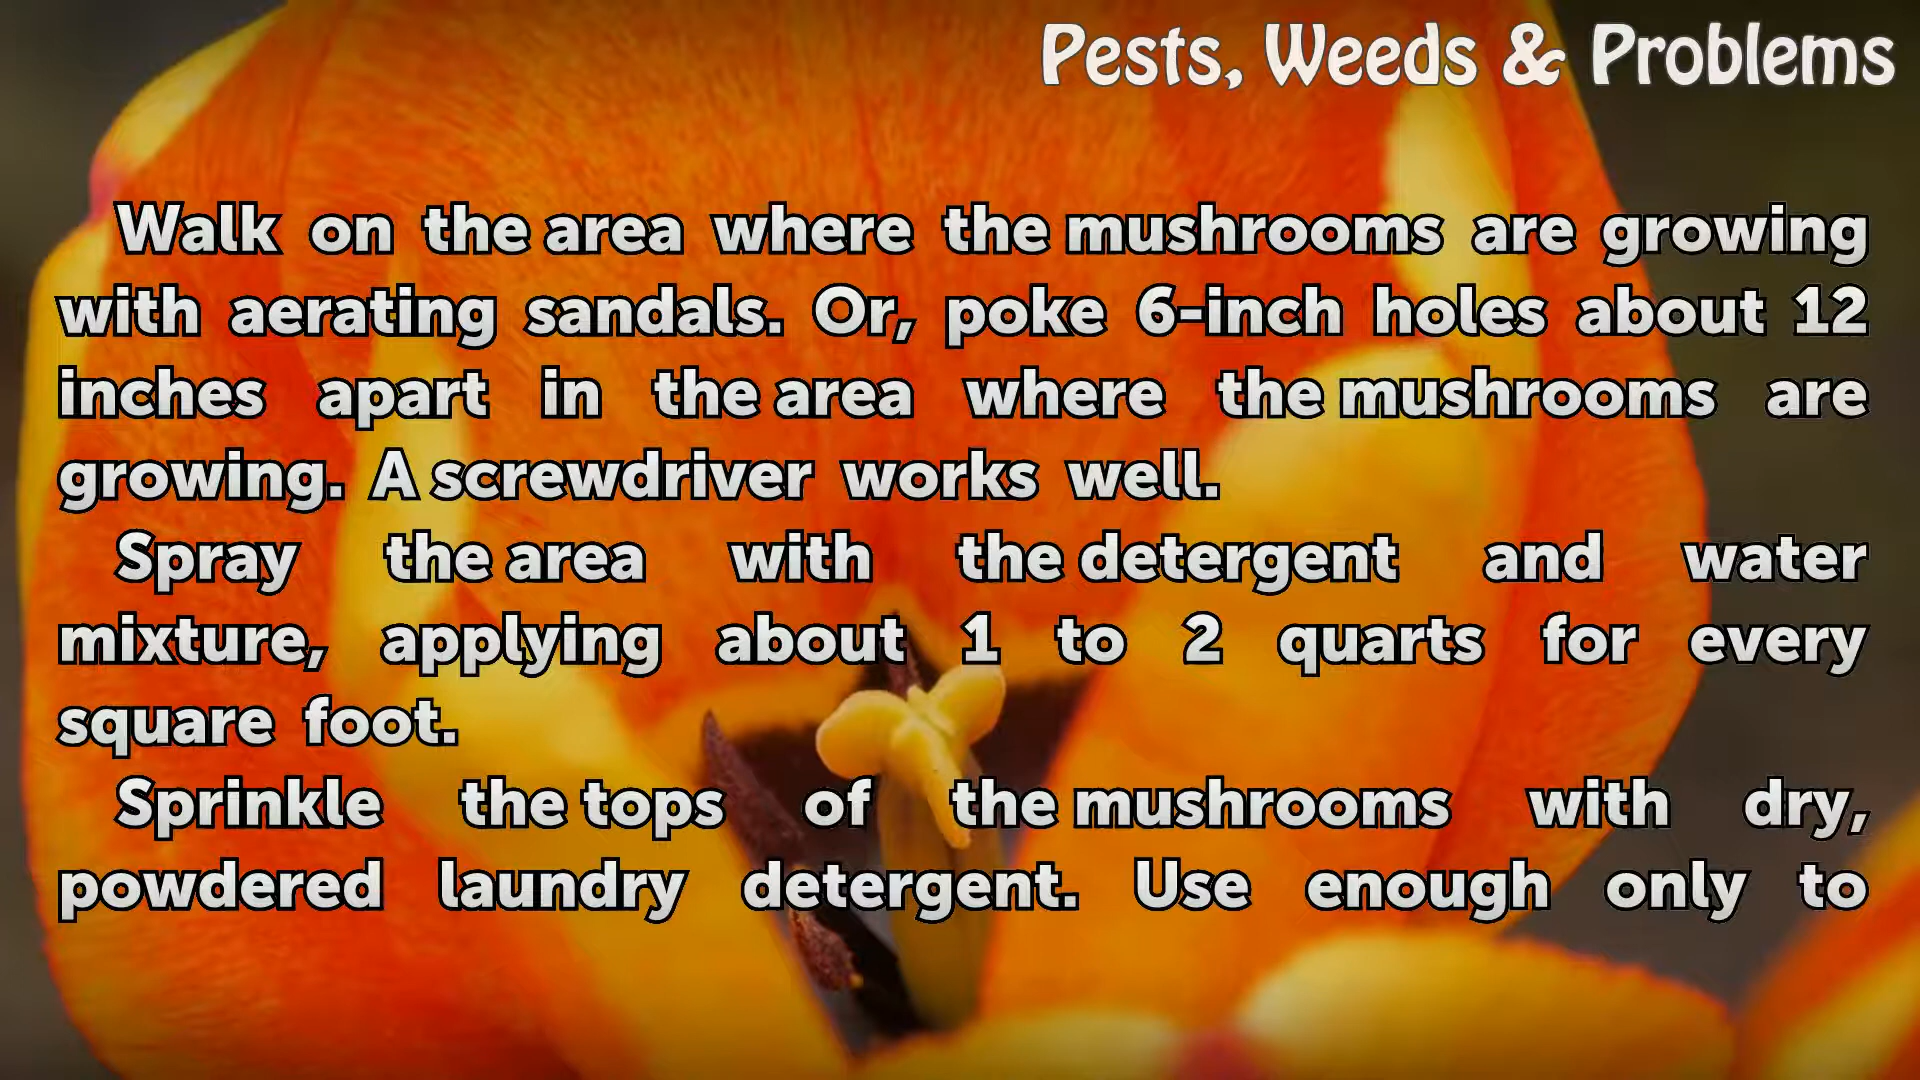 Pests, Weeds & Problems
Walk on the area where the mushrooms are growing
with aerating sandals. Or, poke 6-inch holes about 12
inches apart in the area where the mushrooms are
growing. A screwdriver works well.
Spray the area with the detergent and water
mixture, applying about 1 to 2 quarts for every
square foot.
Sprinkle the tops of the mushrooms with dry,
powdered laundry detergent. Use enough only to